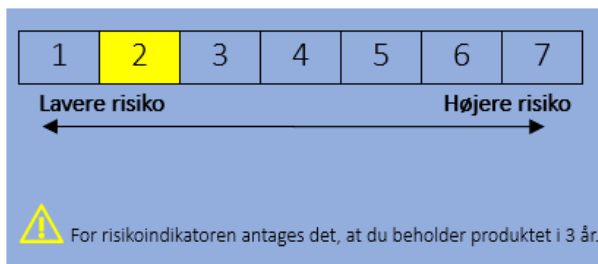 1 2 3 4 5 6 7
Lavere risiko Højere risiko
For risikoindikatoren antages det, at du beholder produktet i 3 år.